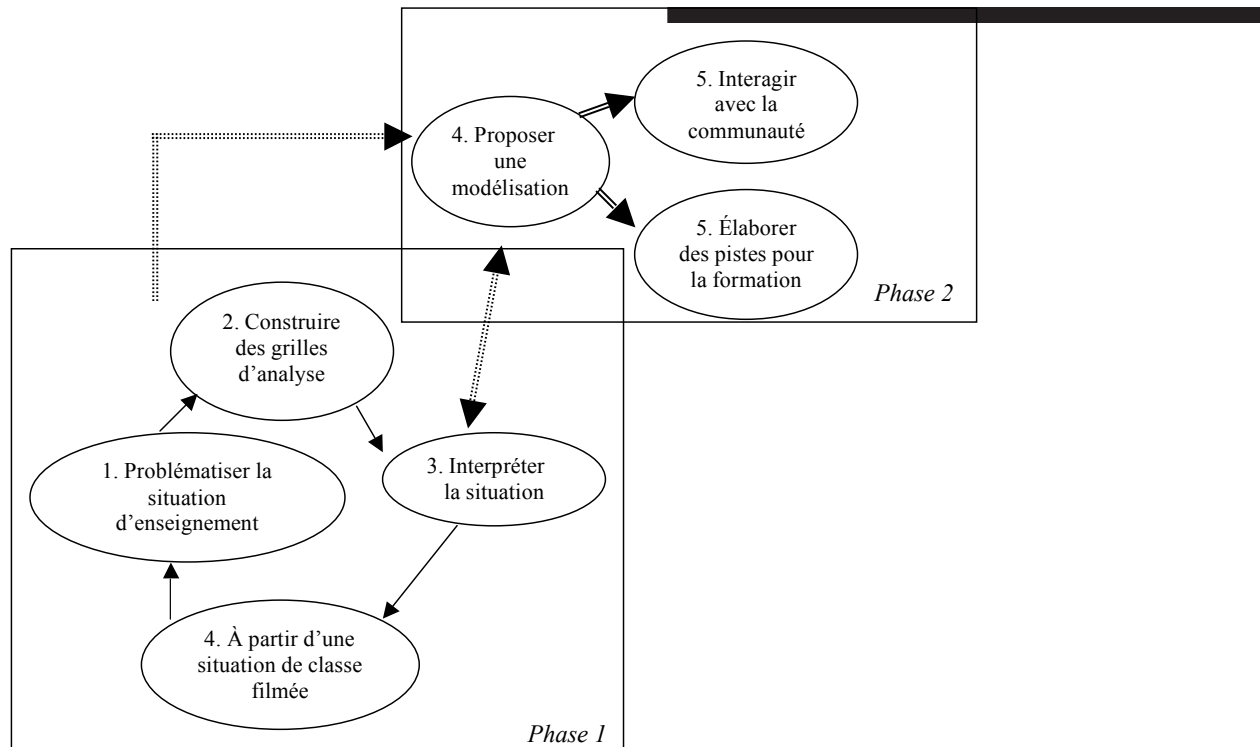 5. Interagir
avec la
communauté
4. Proposer
une
modélisation
5. Élaborer
des pistes pour
la formation
Phase 2
2. Construire
des grilles
d’analyse
1. Problématiser la
situation
d’enseignement
3. Interpréter
la situation
4. À partir d’une
situation de classe
filmée
Phase 1